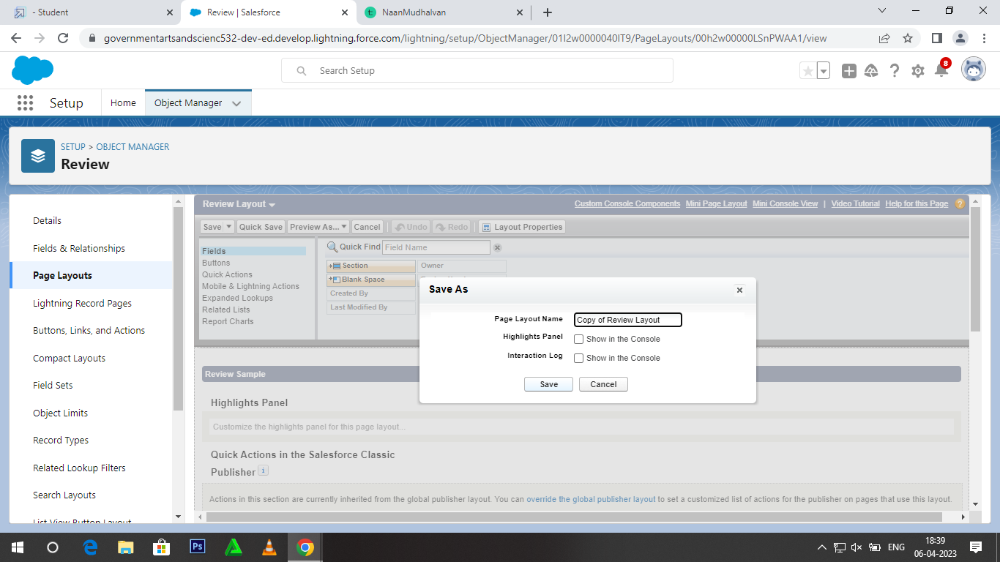 - Student
Review | Salesforce
NaanMudhalvan
governmentartsandscienc532-dev-ed.develop.lightning.force.com/lightning/setup/ObjectManager/01I2w0000040IT9/PageLayouts/00h2w00000LSnPWAA1/view
Search Setup
8
Setup
Home
Object Manager
SETUP > OBJECT MANAGER
Review
Details
Fields & Relationships
Page Layouts
Lightning Record Pages
Buttons, Links, and Actions
Compact Layouts
Field Sets
Object Limits
Record Types
Related Lookup Filters
Search Layouts
List View Button Layout
Review Layout
Custom Console Components Mini Page Layout Mini Console View | Video Tutorial Help for this Page ?
Save Quick Save Preview As... Cancel Undo Redo Layout Properties
Fields
Buttons
Quick Actions
Mobile & Lightning Actions
Expanded Lookups
Related Lists
Report Charts
Quick Find Field Name
Section Owner
Blank Space
Created By
Last Modified By
Save As
Page Layout Name Copy of Review Layout
Highlights Panel Show in the Console
Interaction Log Show in the Console
Save Cancel
Review Sample
Highlights Panel
Customize the highlights panel for this page layout...
Quick Actions in the Salesforce Classic
Publisher i
Actions in this section are currently inherited from the global publisher layout. You can override the global publisher layout to set a customized list of actions for the publisher on pages that use this layout.
Ps
ENG
18:39
06-04-2023